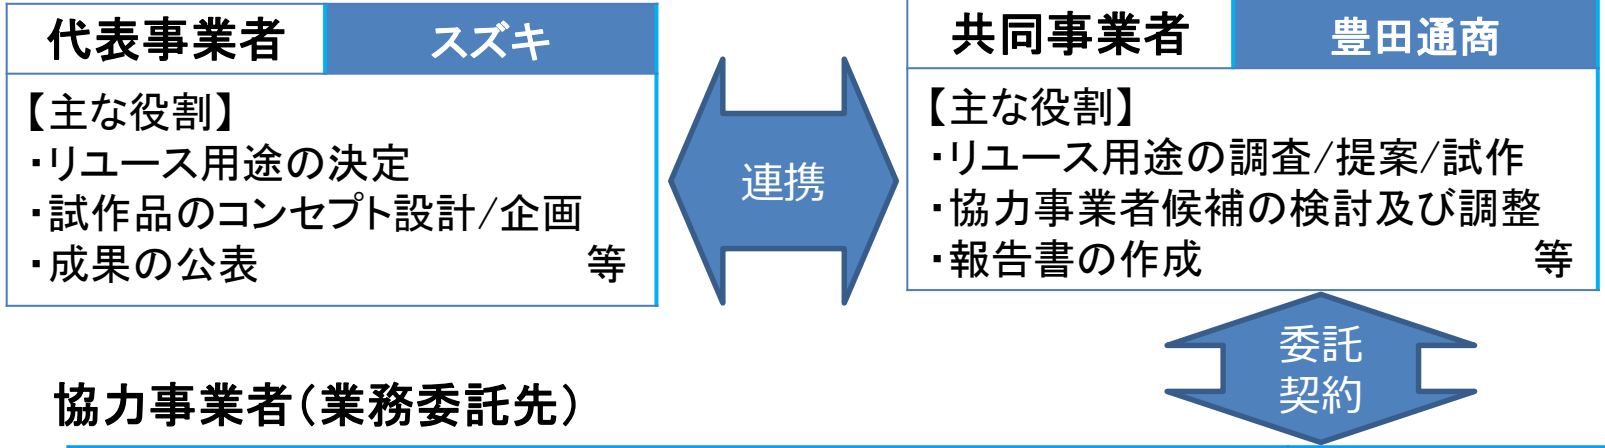 代表事業者
スズキ
【主な役割】
・リユース用途の決定
・試作品のコンセプト設計/企画
・成果の公表 等
連携
共同事業者
豊田通商
【主な役割】
・リユース用途の調査/提案/試作
・協力事業者候補の検討及び調整
・報告書の作成 等
委託
契約
協力事業者(業務委託先)